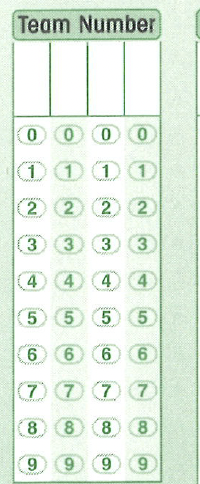 Team Number
0 0 0 0
1 1 1 1
2 2 2 2
3 3 3 3
4 4 4 4
5 5 5 5
6 6 6 6
7 7 7 7
8 8 8 8
9 9 9 9